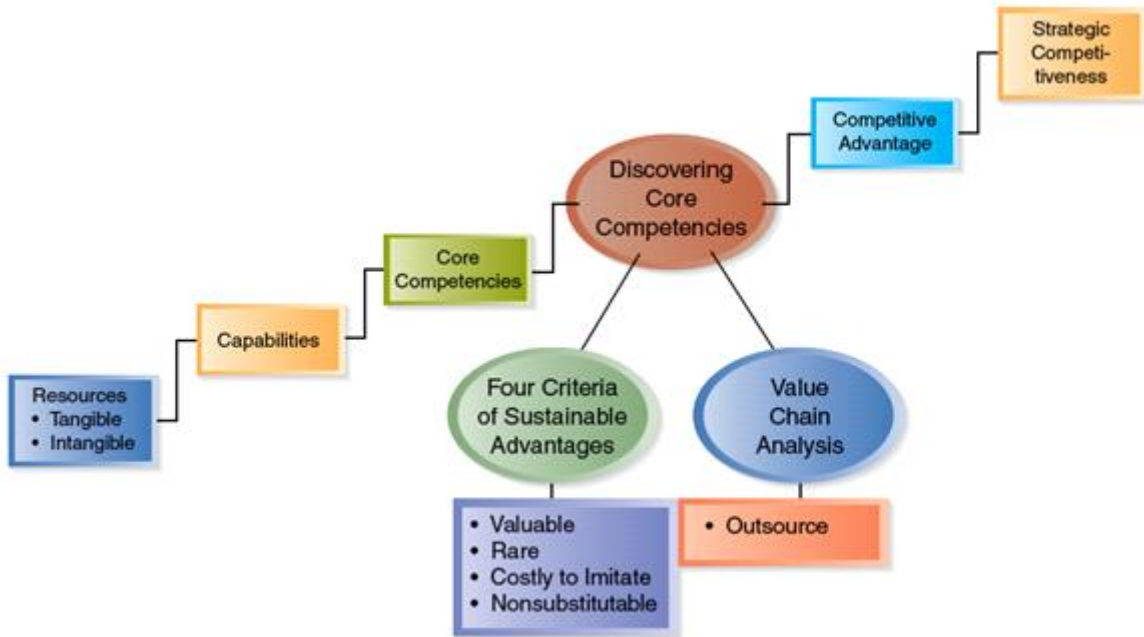 Strategic
Competi-
tiveness
Competitive
Advantage
Discovering
Core
Competencies
Core
Competencies
Capabilities
Resources
• Tangible
• Intangible
Four Criteria
of Sustainable
Advantages
Value
Chain
Analysis
• Valuable
• Rare
• Costly to Imitate
• Nonsubstitutable
• Outsource